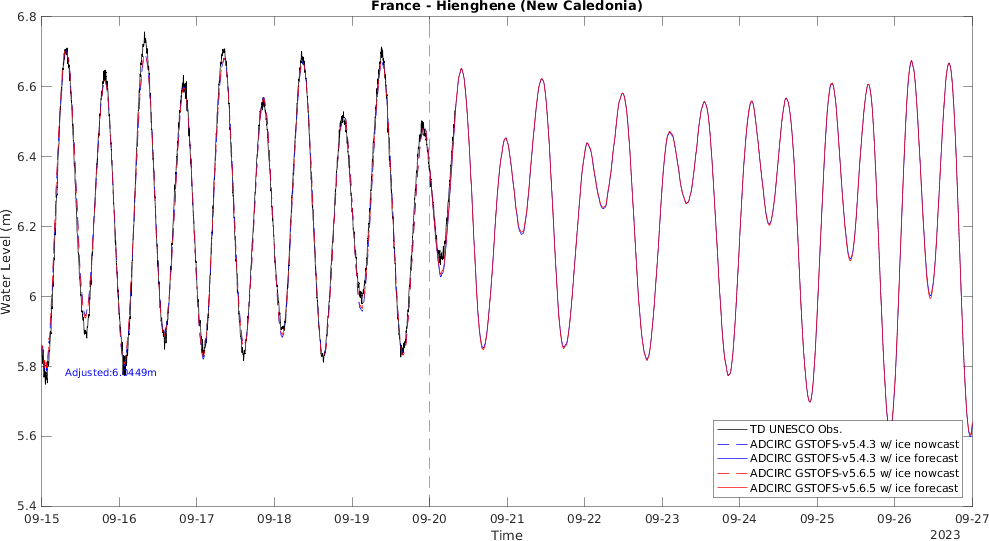 France - Hienghene (New Caledonia)
6.8
6.6
6.4
6.2
6
5.8
5.6
5.4
Water Level (m)
Adjusted:6.0449m
TD UNESCO Obs.
ADCIRC GSTOFS-v5.4.3 w/ ice nowcast
ADCIRC GSTOFS-v5.4.3 w/ ice forecast
ADCIRC GSTOFS-v5.6.5 w/ ice nowcast
ADCIRC GSTOFS-v5.6.5 w/ ice forecast
09-15 09-16 09-17 09-18 09-19 09-20 09-21 09-22 09-23 09-24 09-25 09-26 09-27
Time
2023